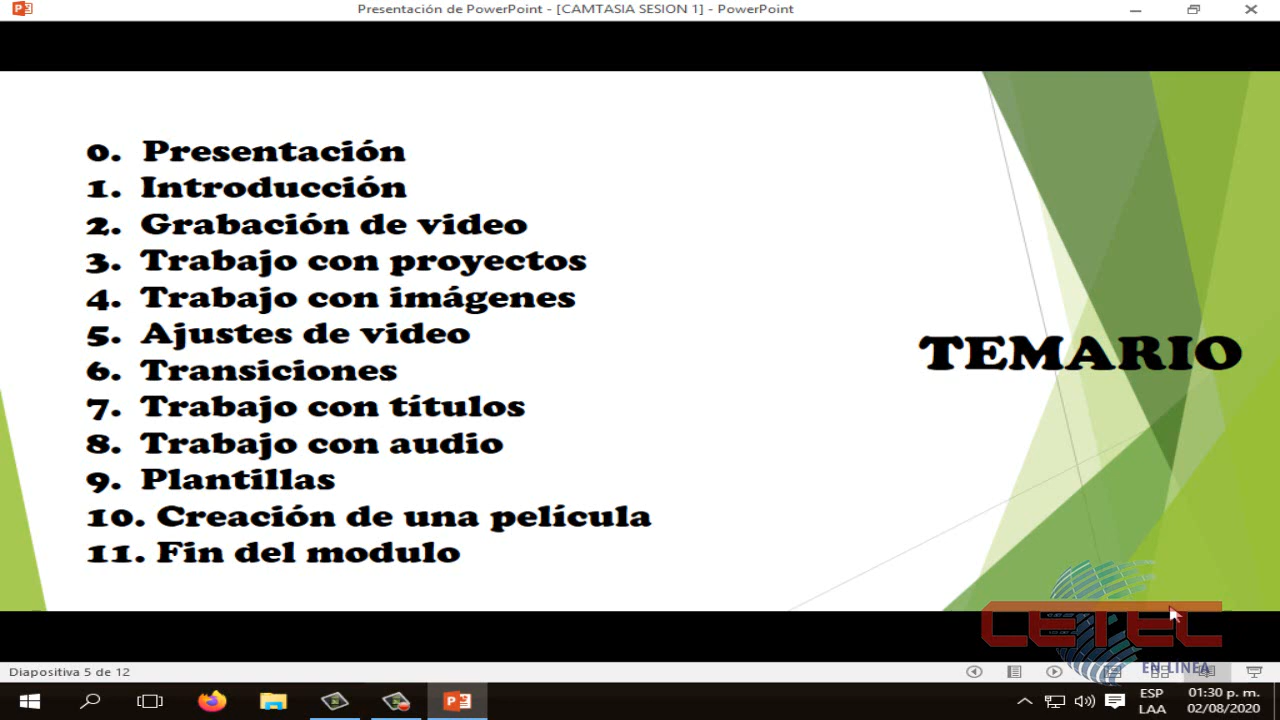 Presentación de PowerPoint - [CAMTASIA SESION 1] - PowerPoint
0. Presentación
1. Introducción
2. Grabación de video
3. Trabajo con proyectos
4. Trabajo con imágenes
5. Ajustes de video
6. Transiciones
7. Trabajo con títulos
8. Trabajo con audio
9. Plantillas
10. Creación de una película
11. Fin del modulo
TEMARIO
CETEC
EN LINEA
Diapositiva 5 de 12
ESP
LAA
01:30 p. m.
02/08/2020